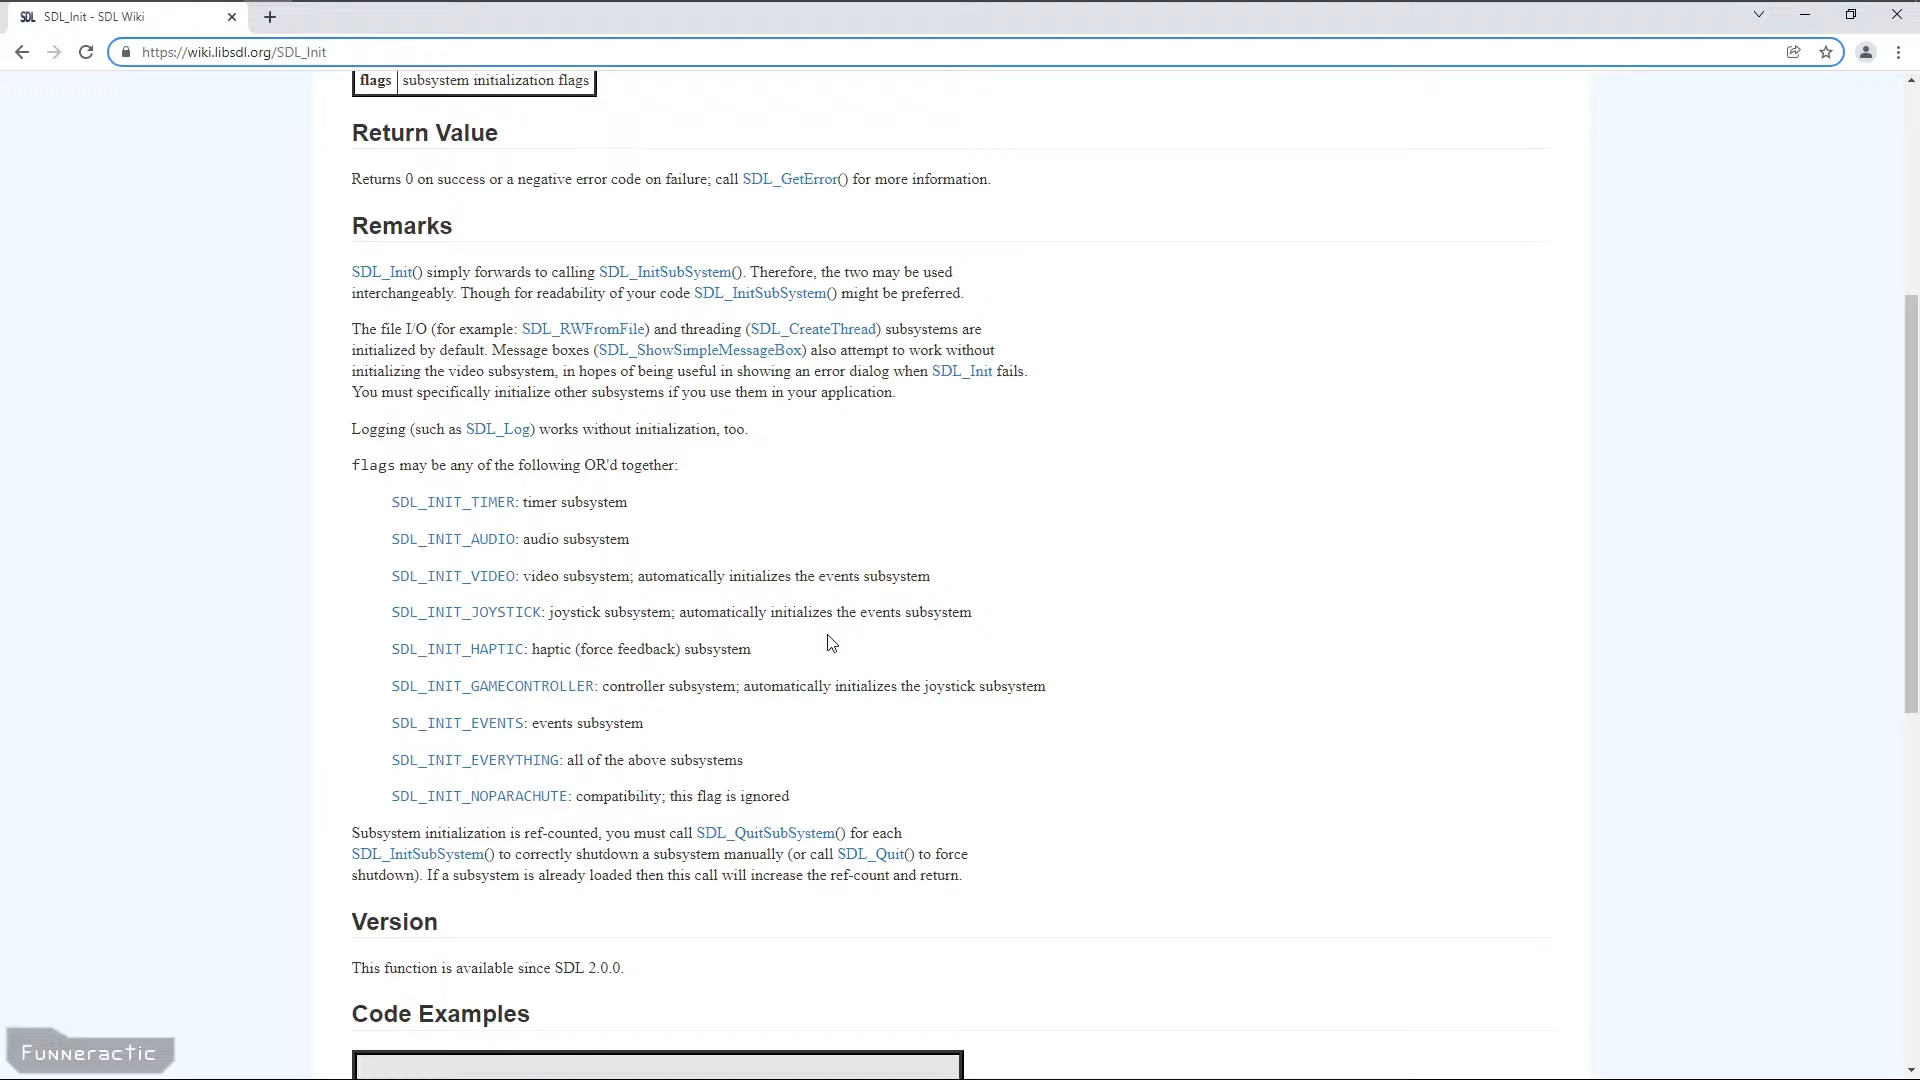 SDL SDL_Init - SDL Wiki
https://wiki.libsdl.org/SDL_Init
flags subsystem initialization flags
Return Value
Returns 0 on success or a negative error code on failure; call SDL_GetError() for more information.
Remarks
SDL_Init() simply forwards to calling SDL_InitSubSystem(). Therefore, the two may be used
interchangeably. Though for readability of your code SDL_InitSubSystem() might be preferred.
The file I/O (for example: SDL_RWFromFile) and threading (SDL_CreateThread) subsystems are
initialized by default. Message boxes (SDL_ShowSimpleMessageBox) also attempt to work without
initializing the video subsystem, in hopes of being useful in showing an error dialog when SDL_Init fails.
You must specifically initialize other subsystems if you use them in your application.
Logging (such as SDL_Log) works without initialization, too.
flags may be any of the following OR'd together:
SDL_INIT_TIMER: timer subsystem
SDL_INIT_AUDIO: audio subsystem
SDL_INIT_VIDEO: video subsystem; automatically initializes the events subsystem
SDL_INIT_JOYSTICK: joystick subsystem; automatically initializes the events subsystem
SDL_INIT_HAPTIC: haptic (force feedback) subsystem
SDL_INIT_GAMECONTROLLER: controller subsystem; automatically initializes the joystick subsystem
SDL_INIT_EVENTS: events subsystem
SDL_INIT_EVERYTHING: all of the above subsystems
SDL_INIT_NOPARACHUTE: compatibility; this flag is ignored
Subsystem initialization is ref-counted, you must call SDL_QuitSubSystem() for each
SDL_InitSubSystem() to correctly shutdown a subsystem manually (or call SDL_Quit() to force
shutdown). If a subsystem is already loaded then this call will increase the ref-count and return.
Version
This function is available since SDL 2.0.0.
Code Examples
Funneractic